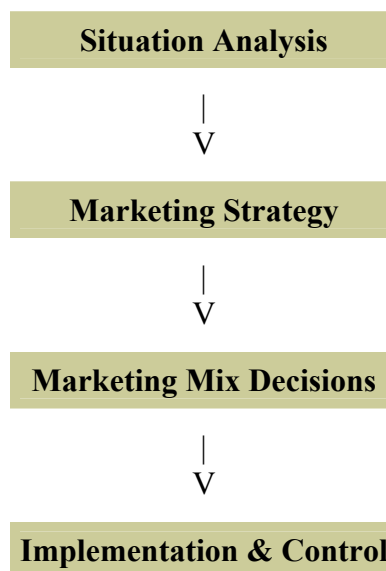 Situation Analysis
|
V
Marketing Strategy
|
V
Marketing Mix Decisions
|
V
Implementation & Control